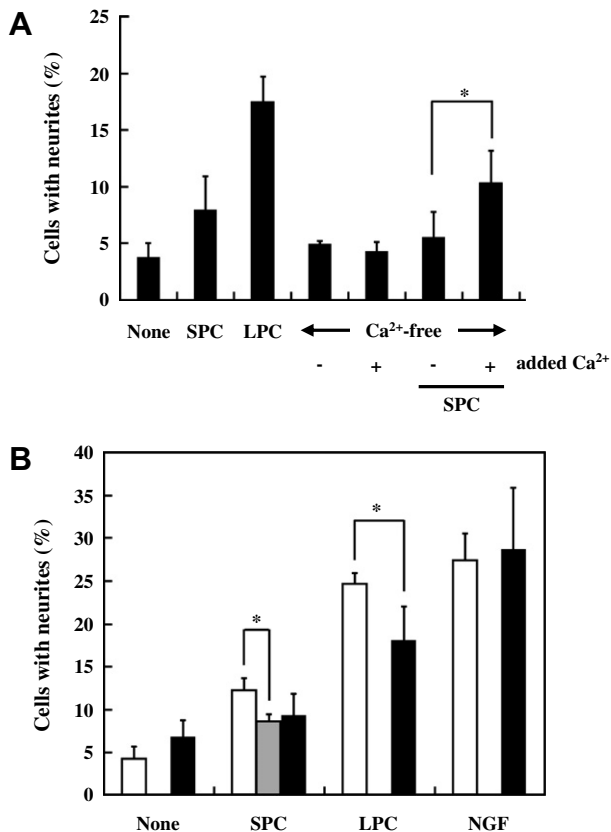 A
Cells with neurites (%)
25
20
15
10
5
0
*
None SPC LPC Ca²⁺-free
- + - + added Ca²⁺
SPC
B
Cells with neurites (%)
40
35
30
25
20
15
10
5
0
*
*
None SPC LPC NGF